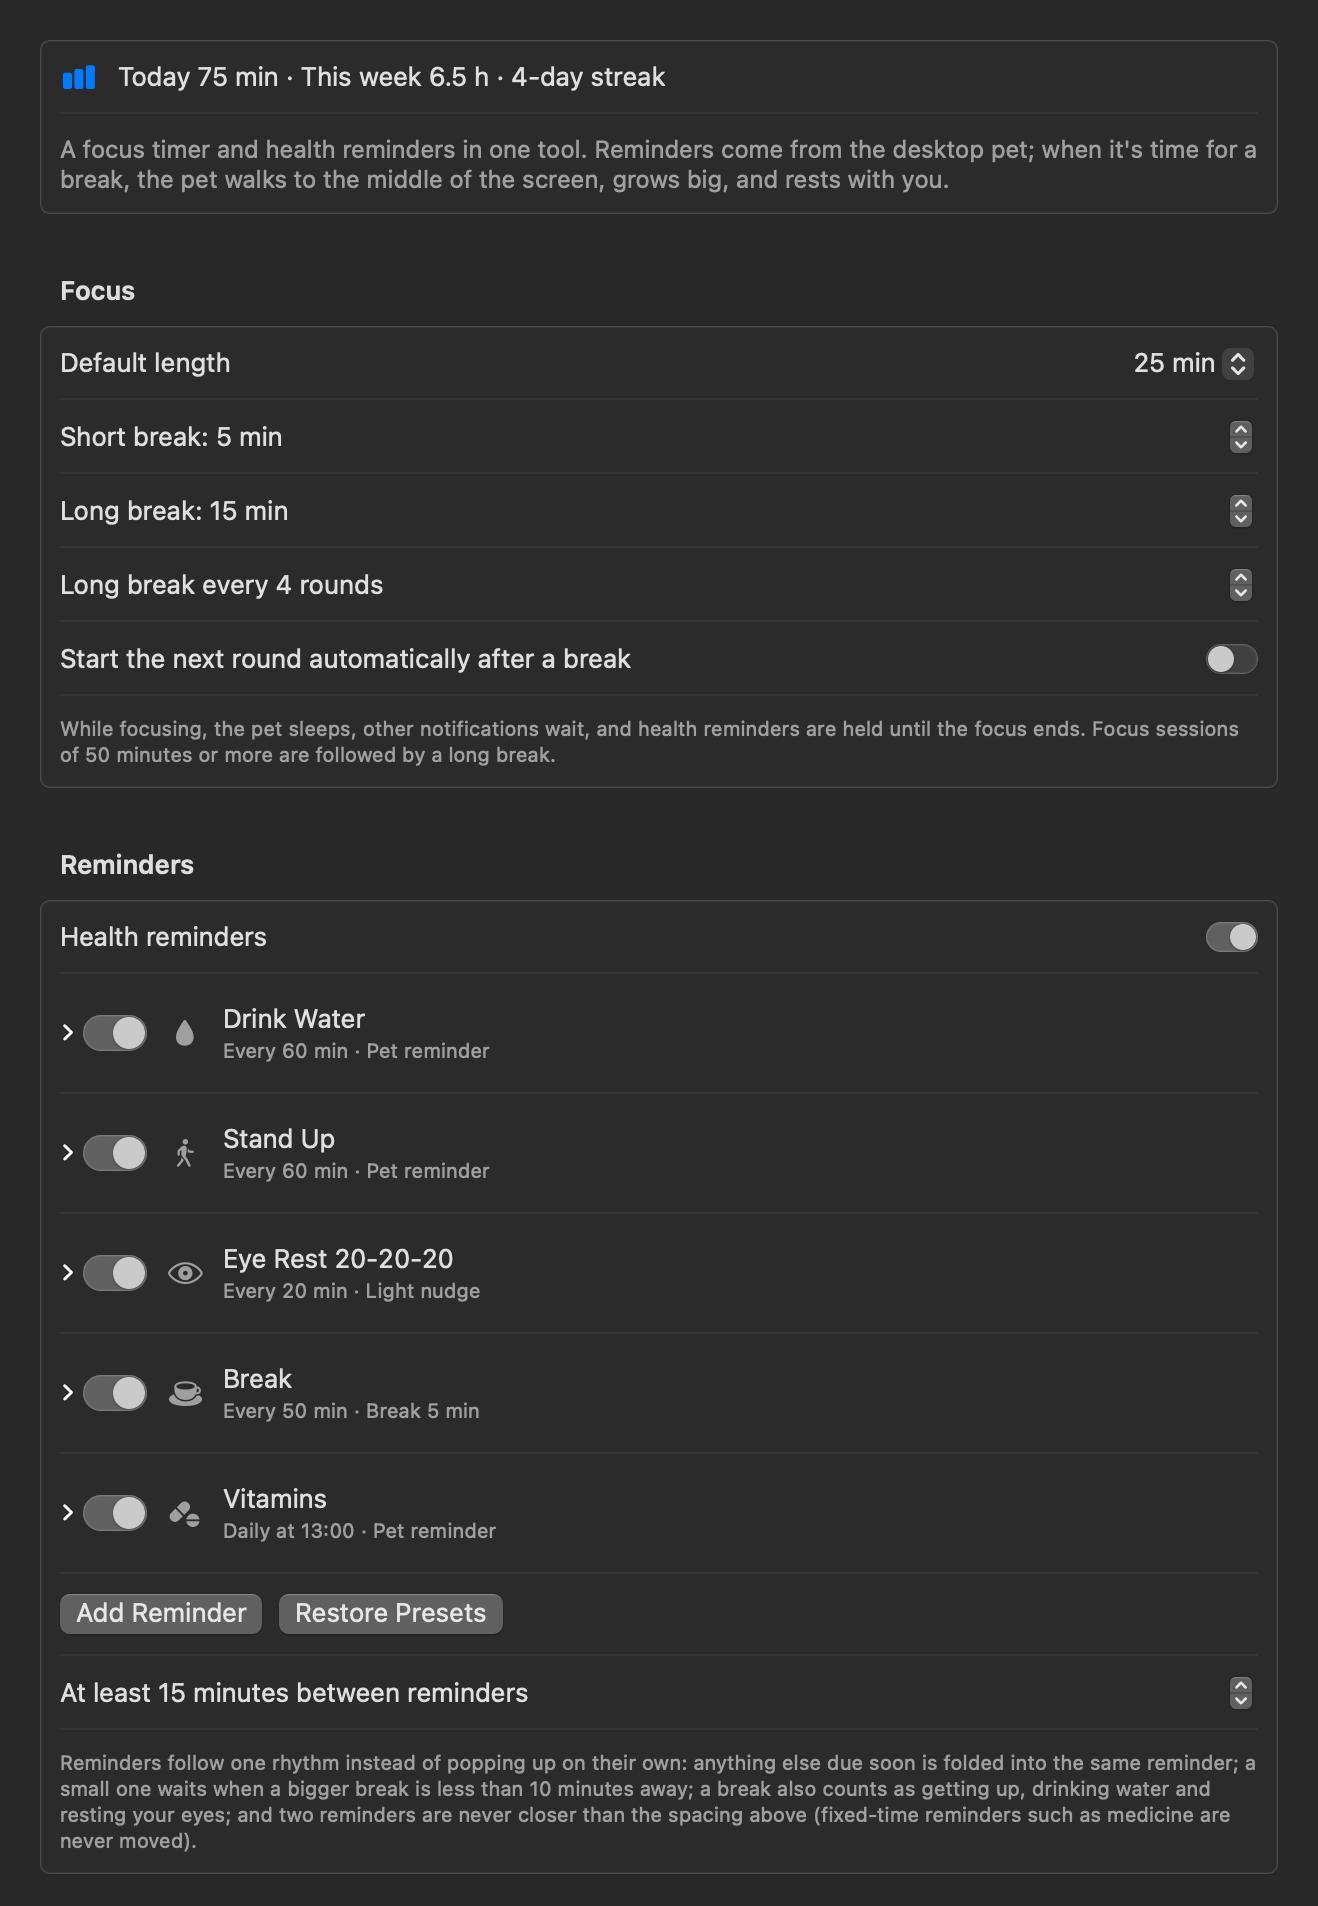 Today 75 min · This week 6.5 h · 4-day streak
A focus timer and health reminders in one tool. Reminders come from the desktop pet; when it's time for a
break, the pet walks to the middle of the screen, grows big, and rests with you.
Focus
Default length 25 min
Short break: 5 min
Long break: 15 min
Long break every 4 rounds
Start the next round automatically after a break
While focusing, the pet sleeps, other notifications wait, and health reminders are held until the focus ends. Focus sessions
of 50 minutes or more are followed by a long break.
Reminders
Health reminders
Drink Water
Every 60 min · Pet reminder
Stand Up
Every 60 min · Pet reminder
Eye Rest 20-20-20
Every 20 min · Light nudge
Break
Every 50 min · Break 5 min
Vitamins
Daily at 13:00 · Pet reminder
Add Reminder Restore Presets
At least 15 minutes between reminders
Reminders follow one rhythm instead of popping up on their own: anything else due soon is folded into the same reminder; a
small one waits when a bigger break is less than 10 minutes away; a break also counts as getting up, drinking water and
resting your eyes; and two reminders are never closer than the spacing above (fixed-time reminders such as medicine are
never moved).